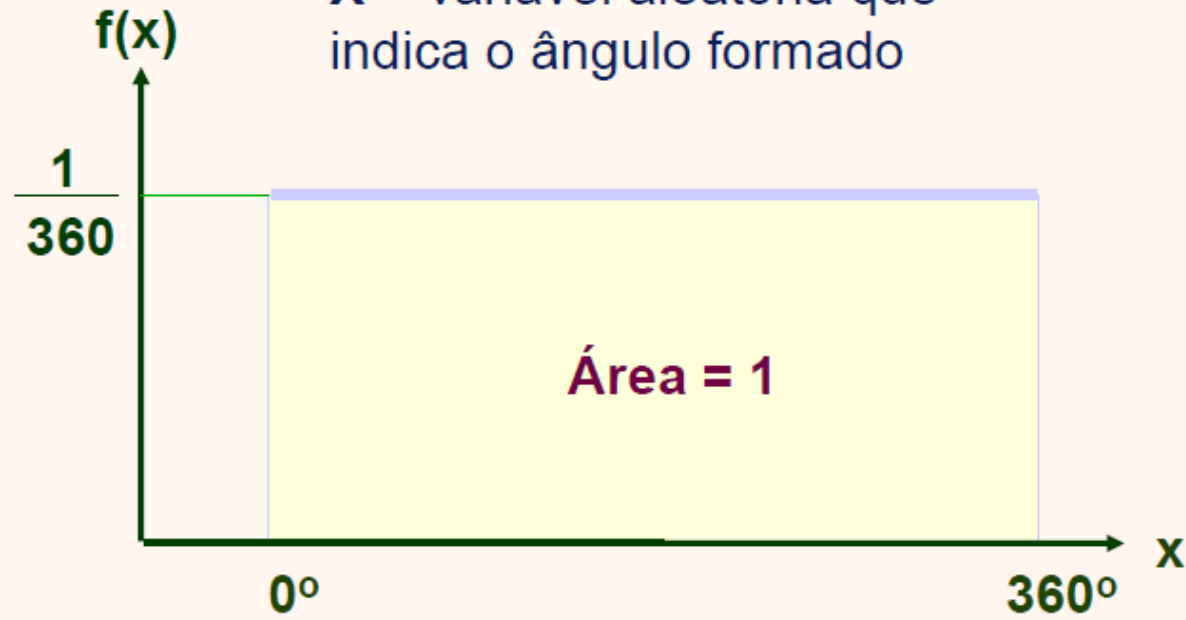 indica o ângulo formado
f(x)
1
360
Área = 1
x
0º
360º